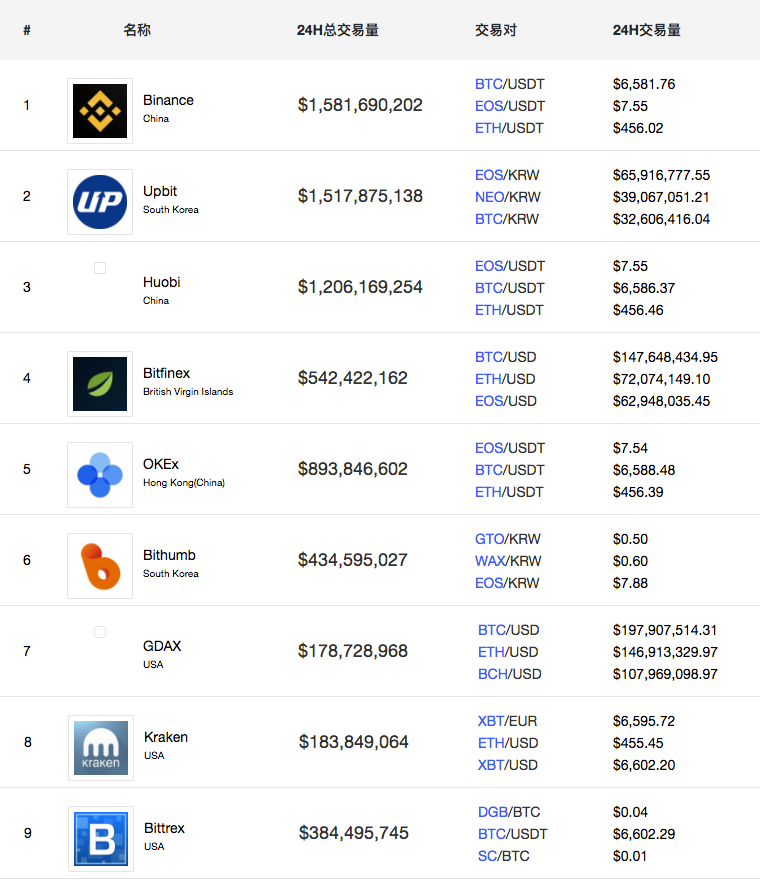 # 名称 24H总交易量 交易对 24H交易量
1 Binance China $1,581,690,202
BTC/USDT $6,581.76
EOS/USDT $7.55
ETH/USDT $456.02
2 UP Upbit South Korea $1,517,875,138
EOS/KRW $65,916,777.55
NEO/KRW $39,067,051.21
BTC/KRW $32,606,416.04
3 Huobi China $1,206,169,254
EOS/USDT $7.55
BTC/USDT $6,586.37
ETH/USDT $456.46
4 Bitfinex British Virgin Islands $542,422,162
BTC/USD $147,648,434.95
ETH/USD $72,074,149.10
EOS/USD $62,948,035.45
5 OKEx Hong Kong(China) $893,846,602
EOS/USDT $7.54
BTC/USDT $6,588.48
ETH/USDT $456.39
6 Bithumb South Korea $434,595,027
GTO/KRW $0.50
WAX/KRW $0.60
EOS/KRW $7.88
7 GDAX USA $178,728,968
BTC/USD $197,907,514.31
ETH/USD $146,913,329.97
BCH/USD $107,969,098.97
8 kraken Kraken USA $183,849,064
XBT/EUR $6,595.72
ETH/USD $455.45
XBT/USD $6,602.20
9 B Bittrex USA $384,495,745
DGB/BTC $0.04
BTC/USDT $6,602.29
SC/BTC $0.01